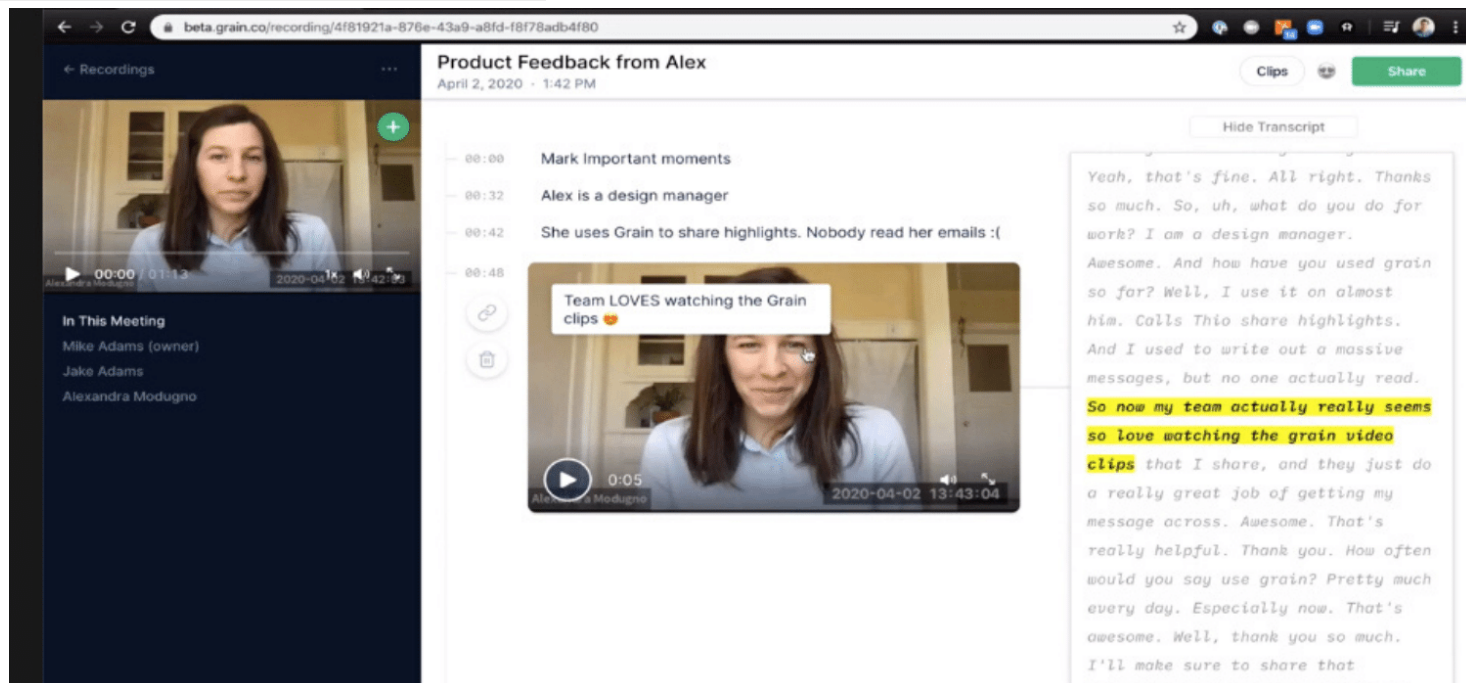 beta.grain.co/recording/4f81921a-876e-43a9-a8fd-f8f78adb4f80
14
← Recordings
Product Feedback from Alex
April 2, 2020 · 1:42 PM
Clips
Share
00:00 / 01:13
1x
Alexandra Modugno
2020-04-02
In This Meeting
Mike Adams (owner)
Jake Adams
Alexandra Modugno
00:00 Mark Important moments
00:32 Alex is a design manager
00:42 She uses Grain to share highlights. Nobody read her emails :(
00:48
Team LOVES watching the Grain
clips 😍
0:05
Modugno
2020-04-02 13:43:04
Hide Transcript
Yeah, that's fine. All right. Thanks
so much. So, uh, what do you do for
work? I am a design manager.
Awesome. And how have you used grain
so far? Well, I use it on almost
him. Calls Thio share highlights.
And I used to write out a massive
messages, but no one actually read.
So now my team actually really seems
so love watching the grain video
clips that I share, and they just do
a really great job of getting my
message across. Awesome. That's
really helpful. Thank you. How often
would you say use grain? Pretty much
every day. Especially now. That's
awesome. Well, thank you so much.
I'll make sure to share that